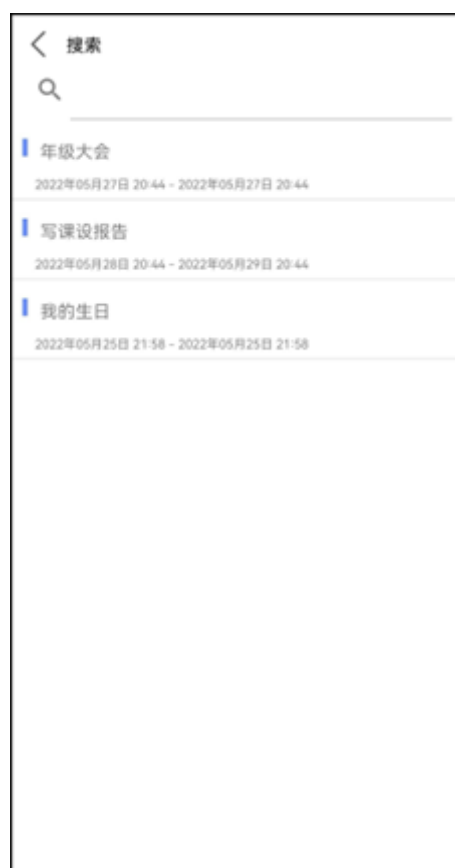 搜索
年级大会
2022年05月27日 20:44 - 2022年05月27日 20:44
写课设报告
2022年05月28日 20:44 - 2022年05月29日 20:44
我的生日
2022年05月25日 21:58 - 2022年05月25日 21:58